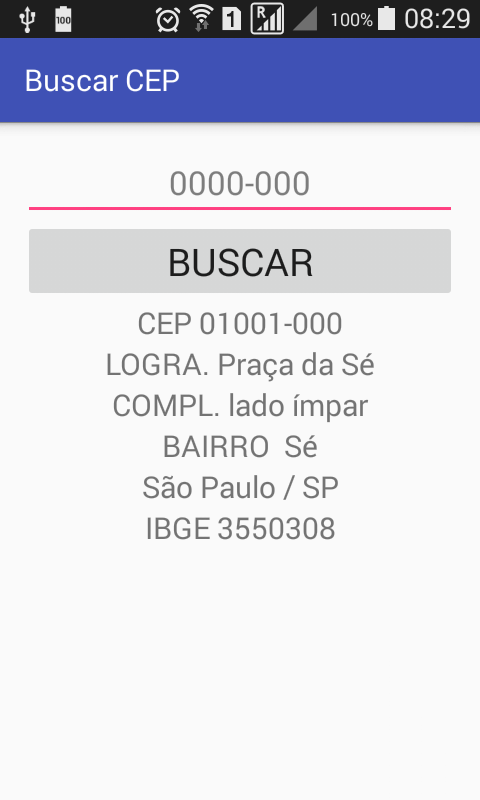 100 1 R 100% 08:29
Buscar CEP
0000-000
BUSCAR
CEP 01001-000
LOGRA. Praça da Sé
COMPL. lado ímpar
BAIRRO  Sé
São Paulo / SP
IBGE 3550308